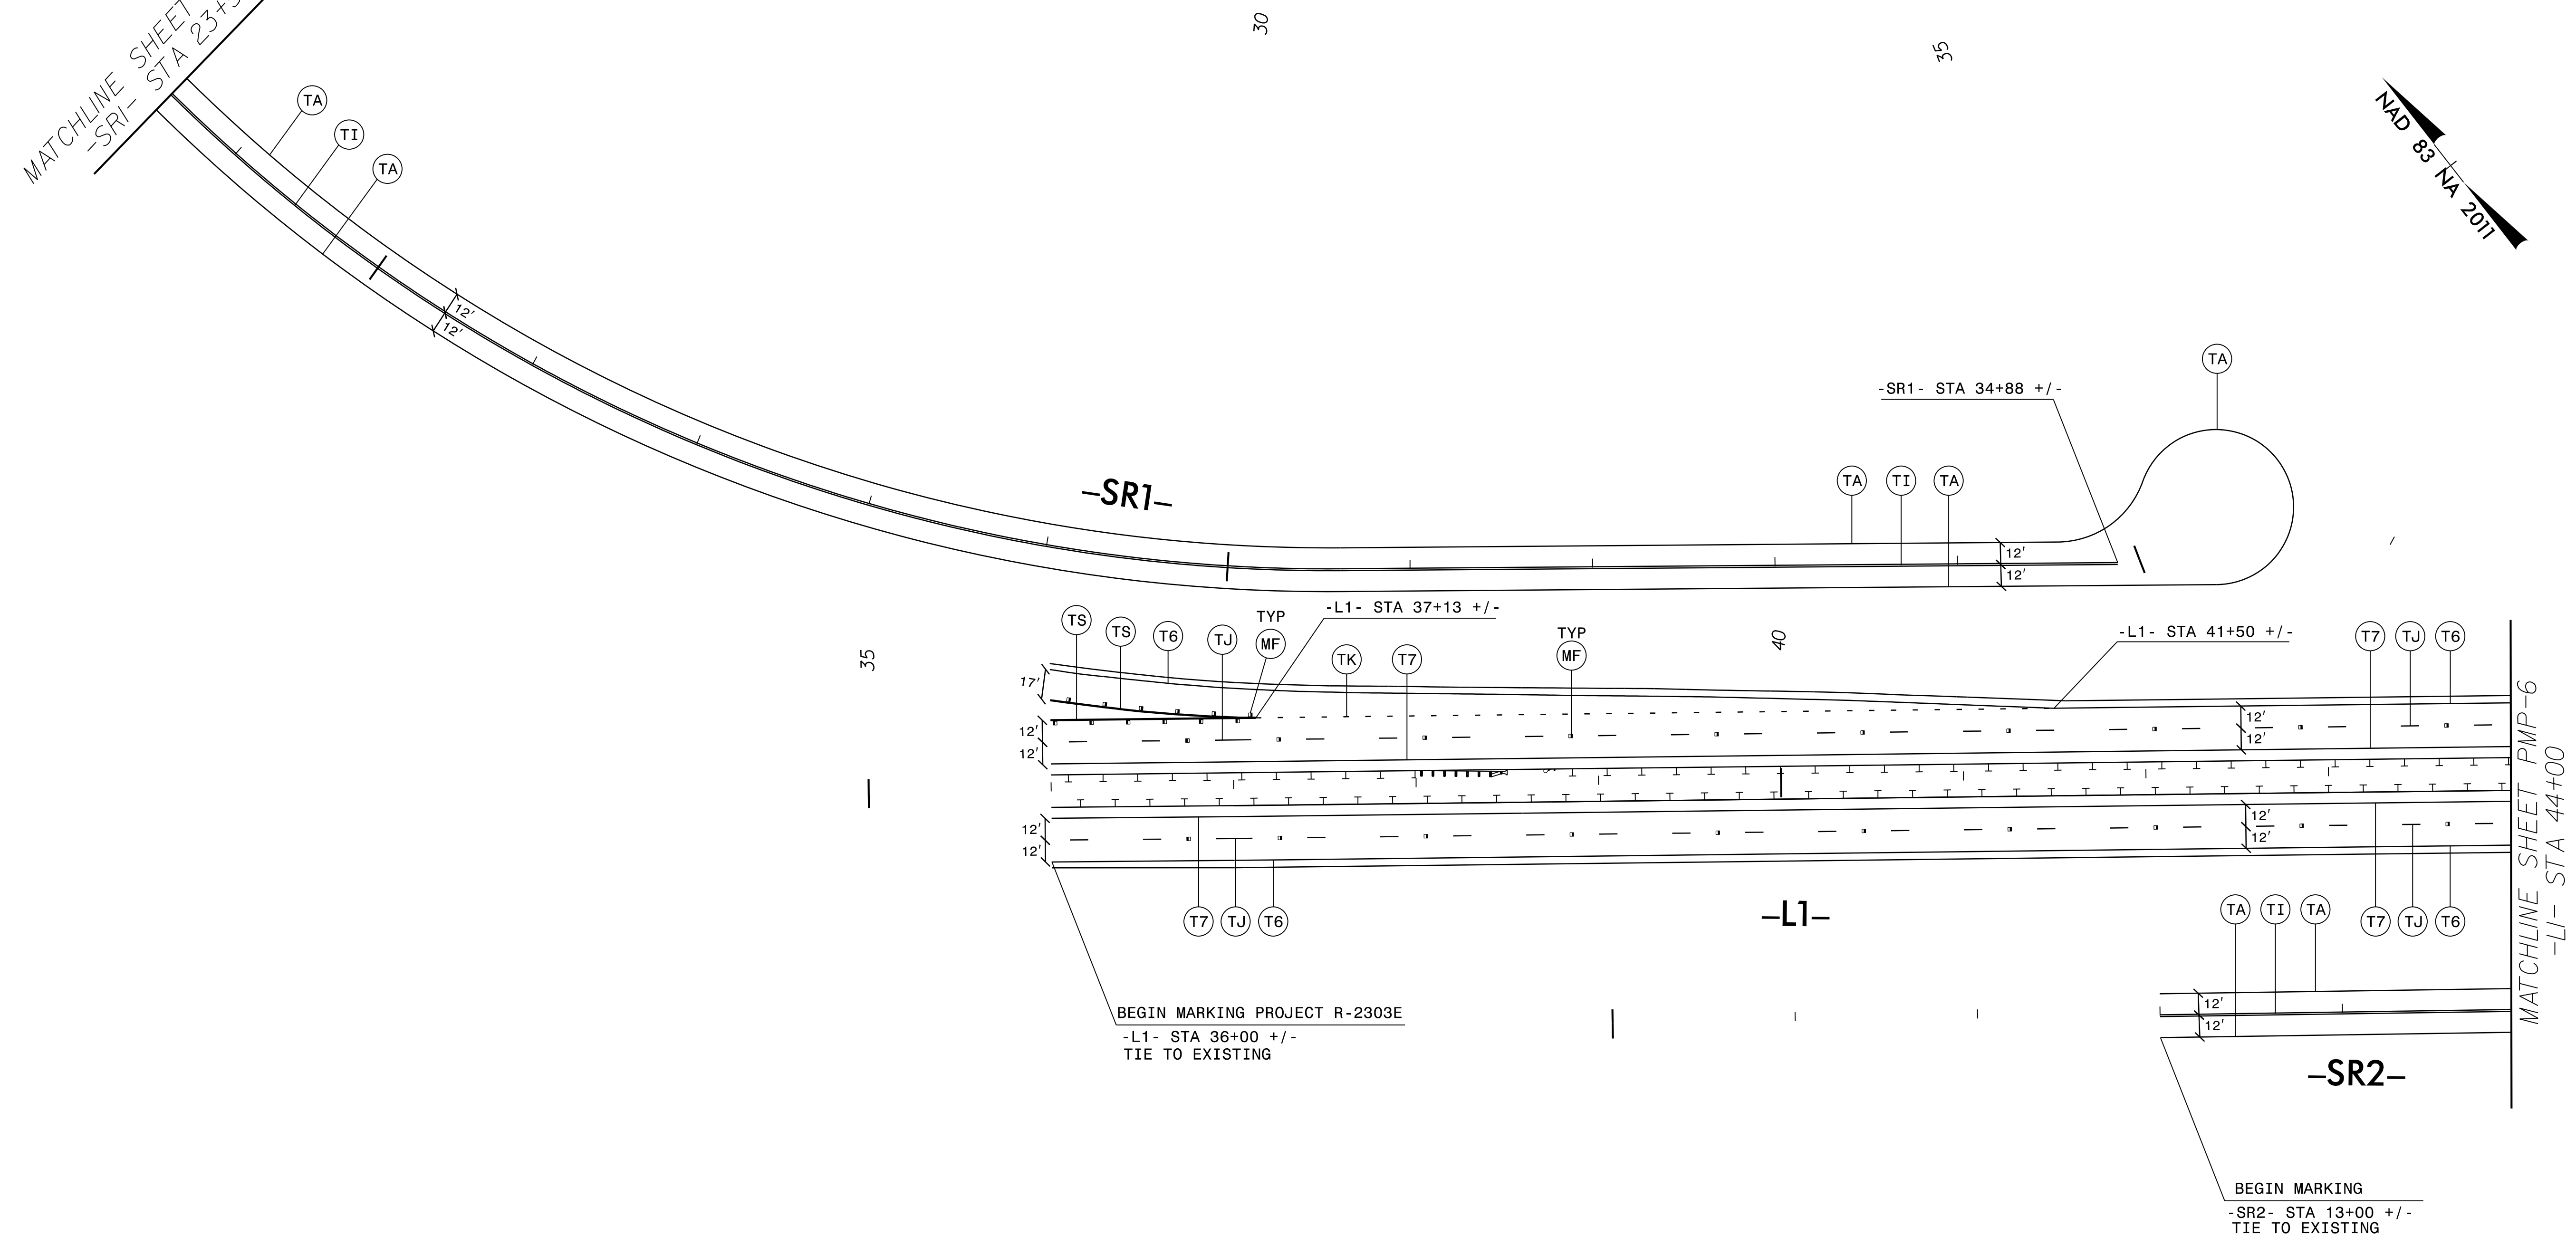 MATCHLINE SHEET
-SR1- STA 23+5
30
35
NAD 83 NA 2011
TA
TI
TA
12'
12'
-SR1-
-SR1- STA 34+88 +/-
TA
TA
TI
TA
12'
12'
35
40
TS
TS
T6
TJ
TYP
MF
-L1- STA 37+13 +/-
TK
T7
TYP
MF
-L1- STA 41+50 +/-
T7
TJ
T6
17'
12'
12'
12'
12'
12'
12'
12'
12'
T7
TJ
T6
-L1-
T7
TJ
T6
MATCHLINE SHEET PMP-6
-L1- STA 44+00
TA
TI
TA
12'
12'
-SR2-
BEGIN MARKING PROJECT R-2303E
-L1- STA 36+00 +/-
TIE TO EXISTING
BEGIN MARKING
-SR2- STA 13+00 +/-
TIE TO EXISTING